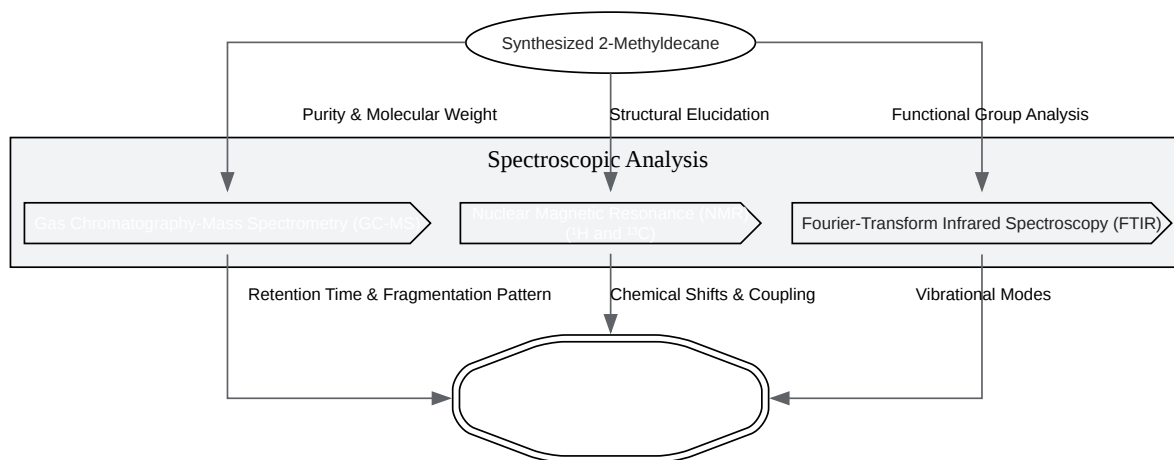 Synthesized 2-Methyldecane
Purity & Molecular Weight
Structural Elucidation
Functional Group Analysis
Spectroscopic Analysis
Gas Chromatography-Mass Spectrometry (GC-MS)
Nuclear Magnetic Resonance (NMR)
(¹H and ¹³C)
Fourier-Transform Infrared Spectroscopy (FTIR)
Retention Time & Fragmentation Pattern
Chemical Shifts & Coupling
Vibrational Modes